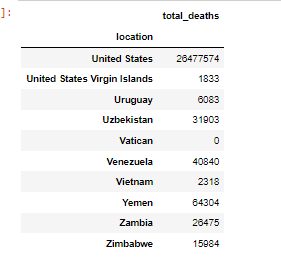 ]:
total_deaths
location
United States 26477574
United States Virgin Islands 1833
Uruguay 6083
Uzbekistan 31903
Vatican 0
Venezuela 40840
Vietnam 2318
Yemen 64304
Zambia 26475
Zimbabwe 15984